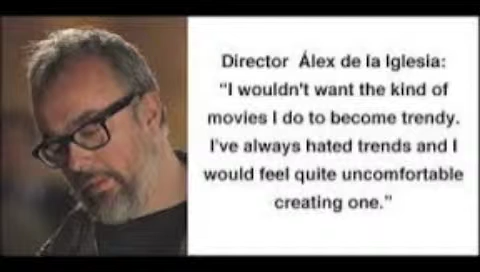 Director Álex de la Iglesia:
"I wouldn't want the kind of
movies I do to become trendy.
I've always hated trends and I
would feel quite uncomfortable
creating one."